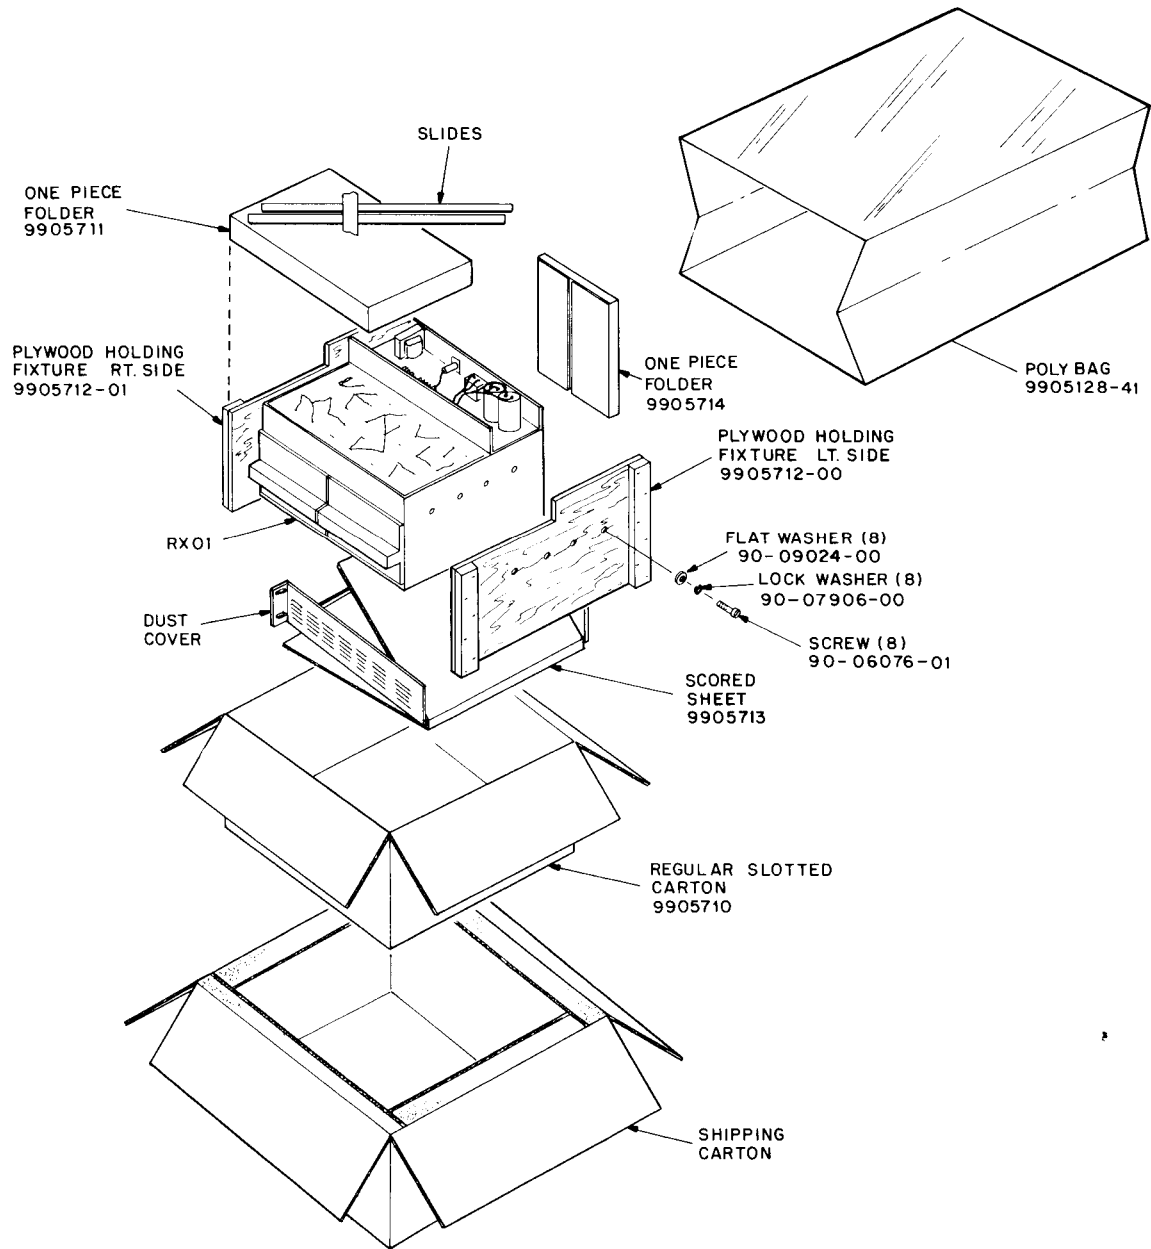 SLIDES
ONE PIECE
FOLDER
9905711
PLYWOOD HOLDING
FIXTURE RT. SIDE
9905712-01
ONE PIECE
FOLDER
9905714
POLY BAG
9905128-41
PLYWOOD HOLDING
FIXTURE LT. SIDE
9905712-00
RX01
FLAT WASHER (8)
90-09024-00
LOCK WASHER (8)
90-07906-00
DUST
COVER
SCREW (8)
90-06076-01
SCORED
SHEET
9905713
REGULAR SLOTTED
CARTON
9905710
SHIPPING
CARTON